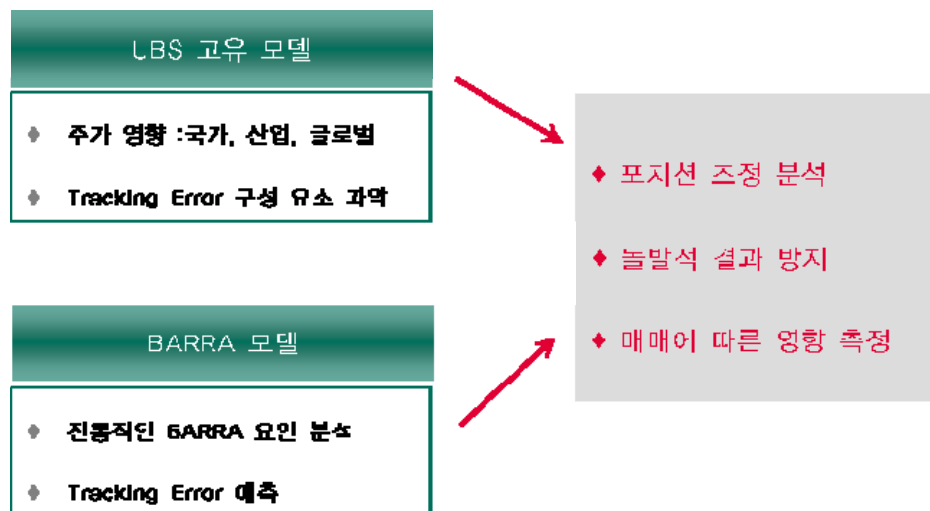 LBS 고유 모델
주가 영향 :국가, 산업, 글로벌
Tracking Error 구성 요소 파악
포지션 조정 분석
돌발적 결과 방지
매매에 따른 영향 측정
BARRA 모델
전통적인 BARRA 요인 분석
Tracking Error 예측